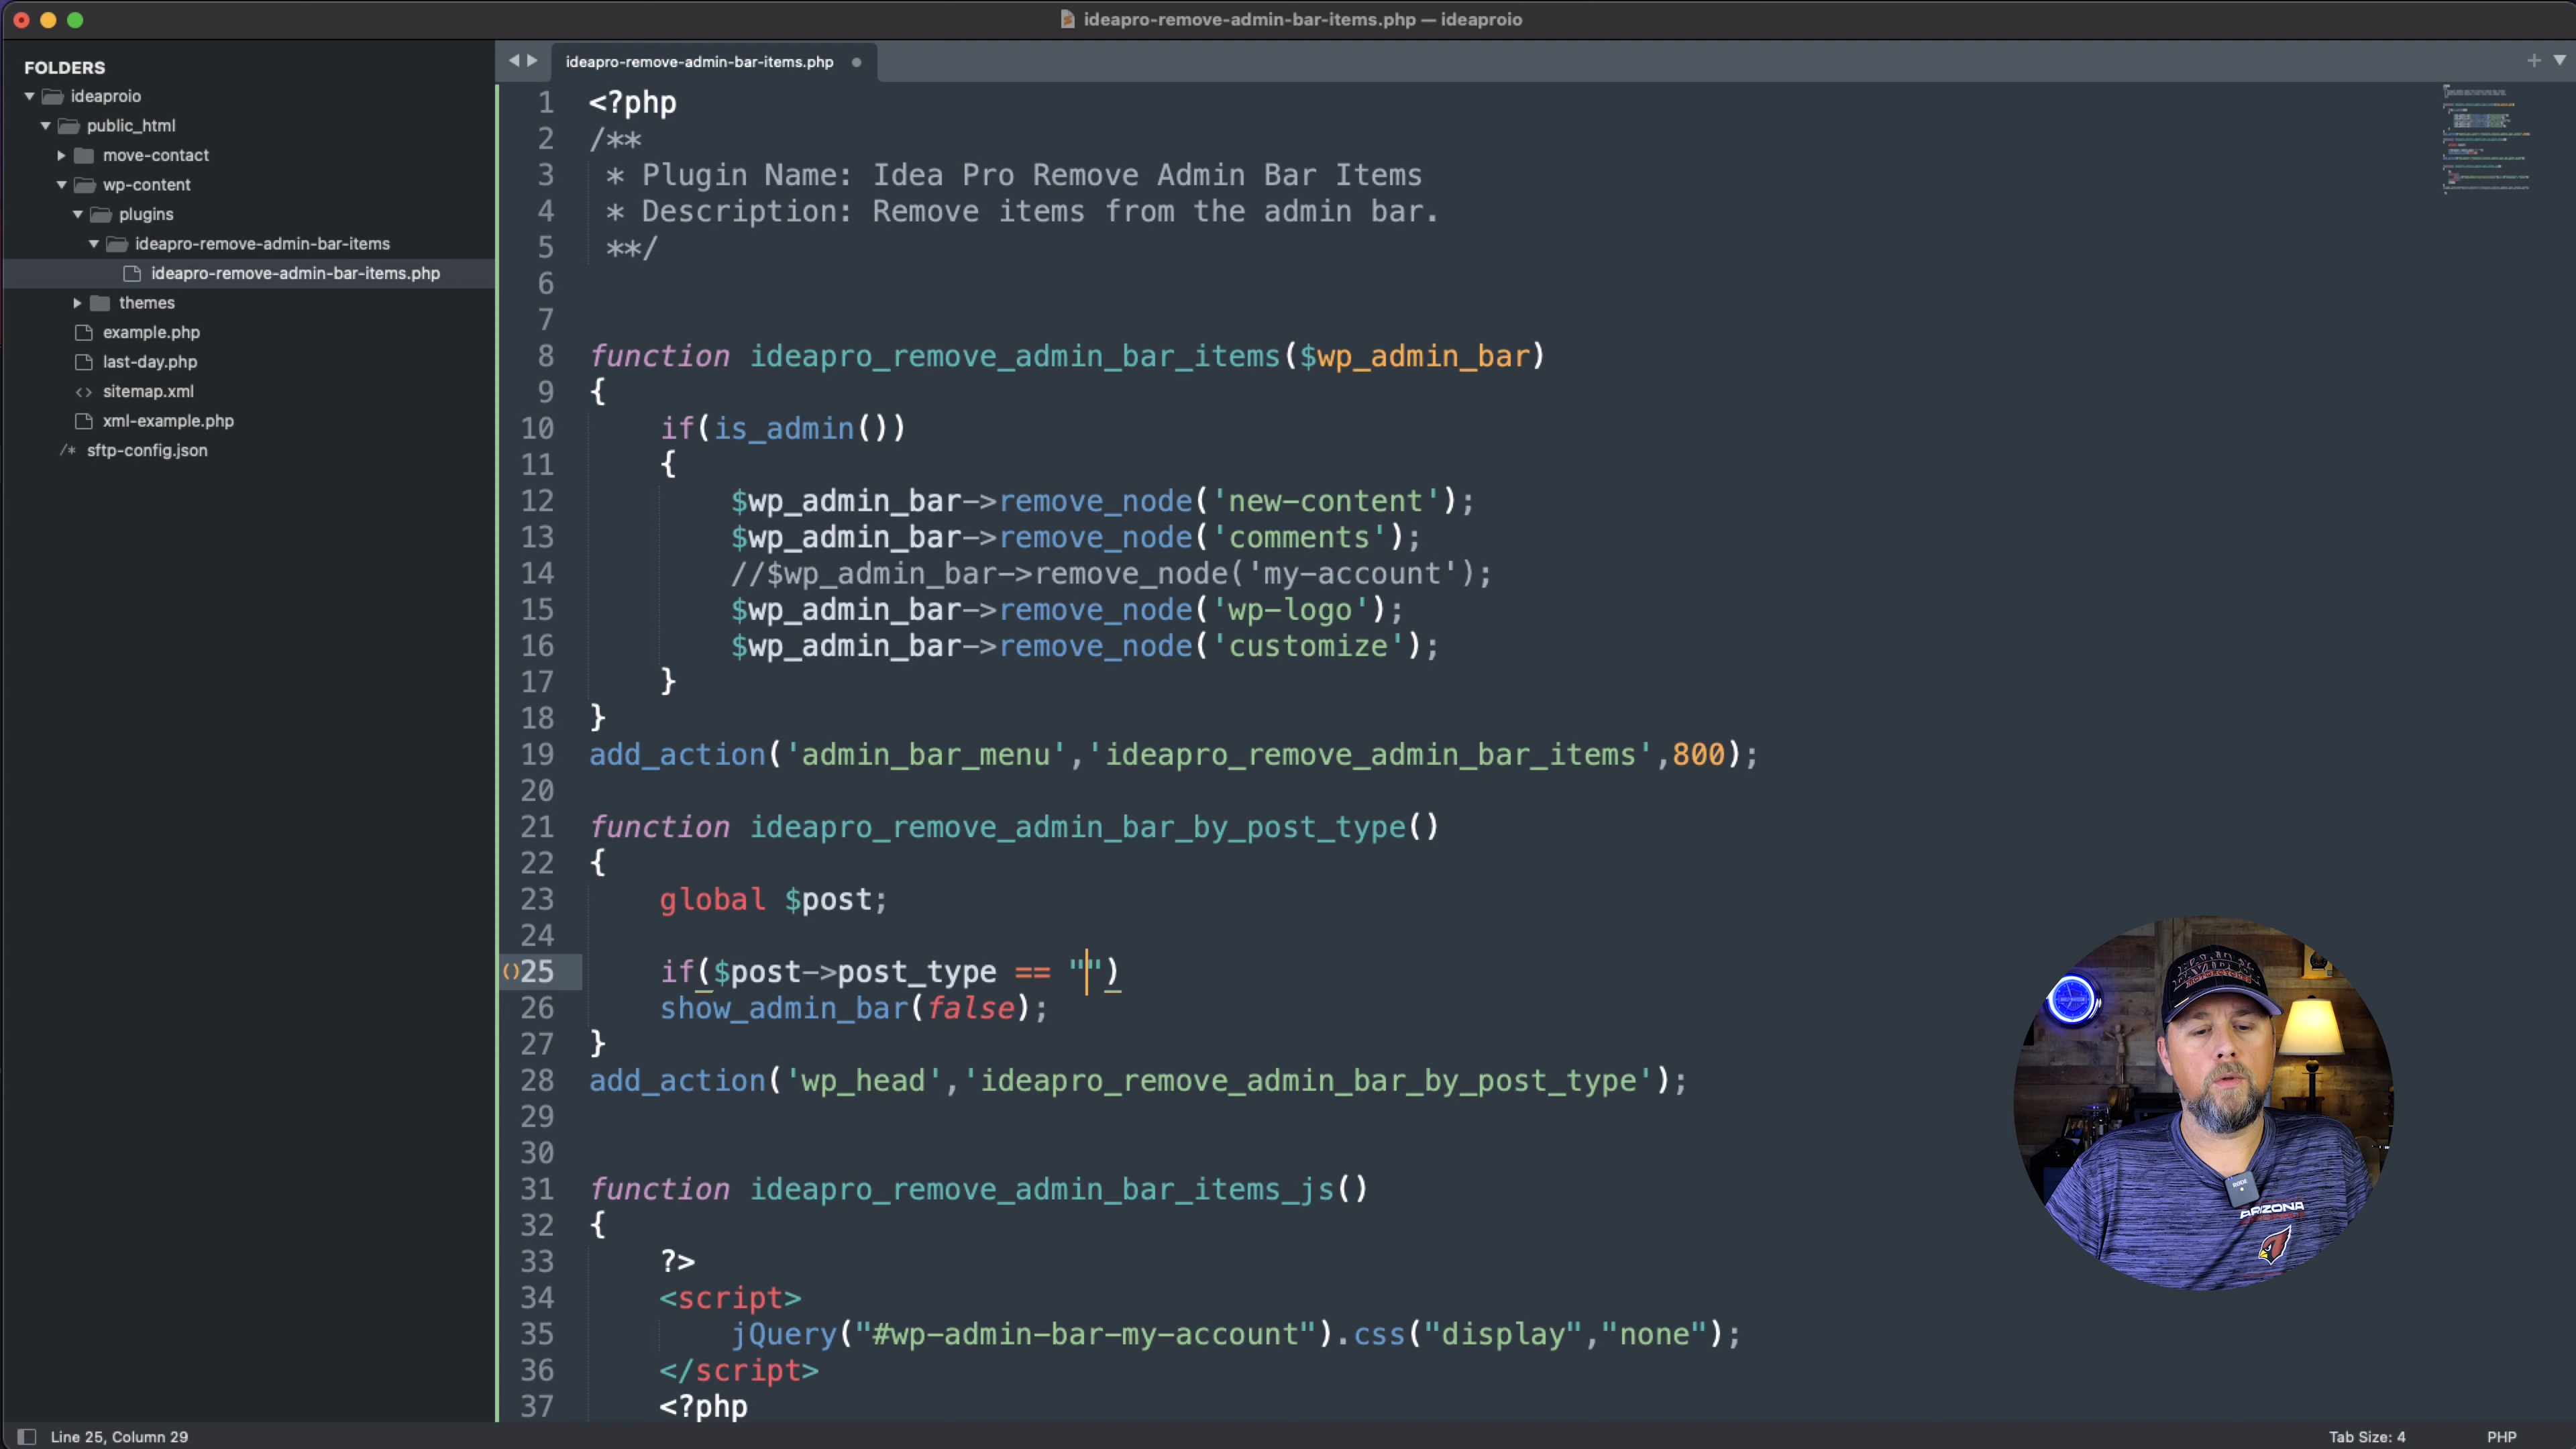 ideapro-remove-admin-bar-items.php — ideaproio
FOLDERS
ideaproio
public_html
move-contact
wp-content
plugins
ideapro-remove-admin-bar-items
ideapro-remove-admin-bar-items.php
themes
example.php
last-day.php
<> sitemap.xml
xml-example.php
/* sftp-config.json
ideapro-remove-admin-bar-items.php
1 <?php
2 /**
3 * Plugin Name: Idea Pro Remove Admin Bar Items
4 * Description: Remove items from the admin bar.
5 **/
6
7
8 function ideapro_remove_admin_bar_items($wp_admin_bar)
9 {
10 if(is_admin())
11 {
12 $wp_admin_bar->remove_node('new-content');
13 $wp_admin_bar->remove_node('comments');
14 //$wp_admin_bar->remove_node('my-account');
15 $wp_admin_bar->remove_node('wp-logo');
16 $wp_admin_bar->remove_node('customize');
17 }
18 }
19 add_action('admin_bar_menu','ideapro_remove_admin_bar_items',800);
20
21 function ideapro_remove_admin_bar_by_post_type()
22 {
23 global $post;
24
25 if($post->post_type == "")
26 show_admin_bar(false);
27 }
28 add_action('wp_head','ideapro_remove_admin_bar_by_post_type');
29
30
31 function ideapro_remove_admin_bar_items_js()
32 {
33 ?>
34 <script>
35 jQuery("#wp-admin-bar-my-account").css("display","none");
36 </script>
37 <?php
ARIZONA
Line 25, Column 29
Tab Size: 4
PHP